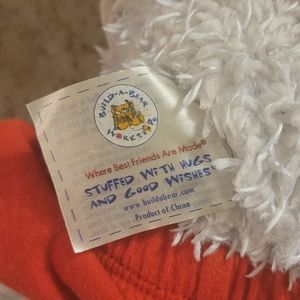 BUILD-A-BEAR
WORKSHOP®
Where Best Friends Are Made®
STUFFED WITH HUGS
AND GOOD WISHES®
www.buildabear.com
Product of China